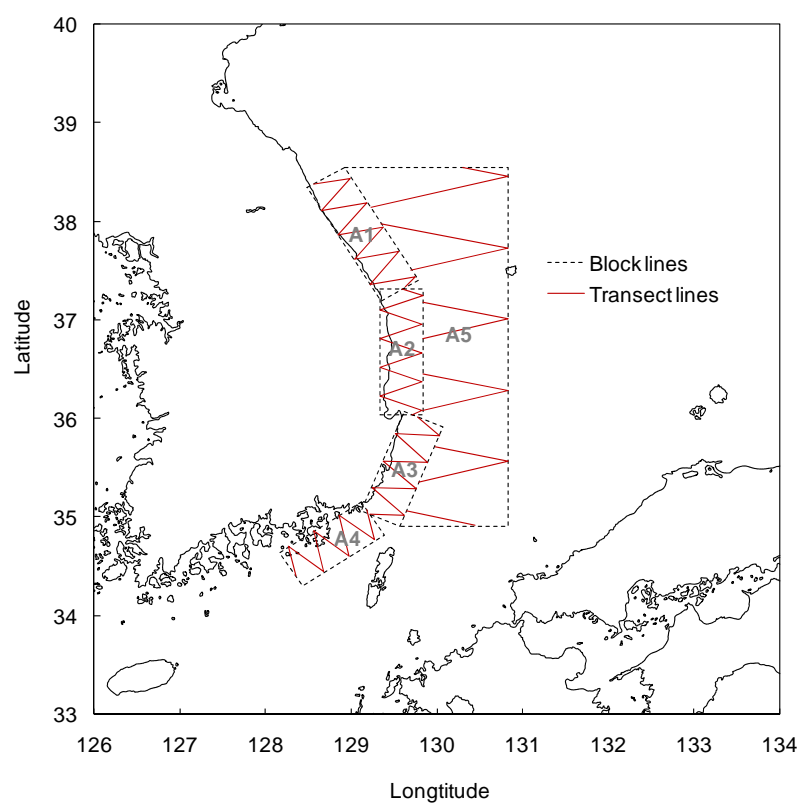 40
39
38
37
36
35
34
33
Latitude
A1
A2
A5
A3
A4
Block lines
Transect lines
126 127 128 129 130 131 132 133 134
Longtitude